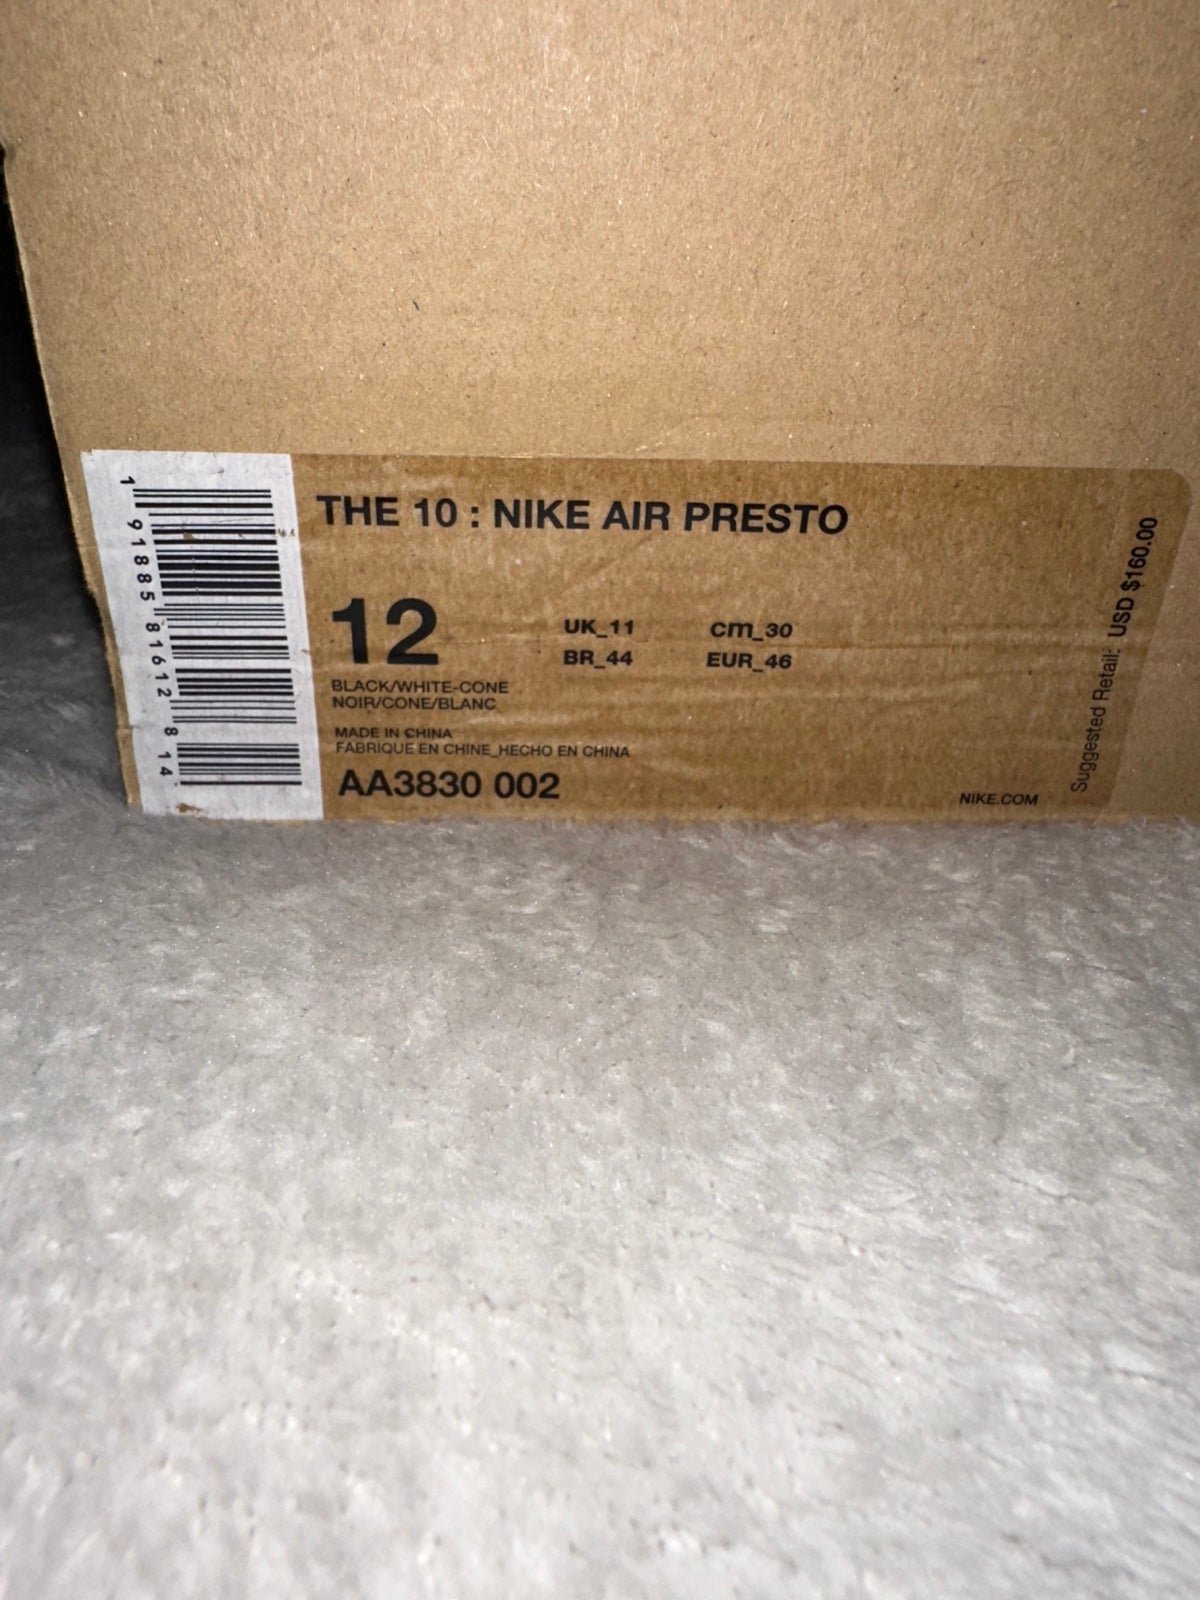 THE 10 : NIKE AIR PRESTO
12
UK_11
cm_30
BR_44
EUR_46
BLACK/WHITE-CONE
NOIR/CONE/BLANC
MADE IN CHINA
FABRIQUE EN CHINE_HECHO EN CHINA
AA3830 002
NIKE.COM
Suggested Retail: USD $160.00
1 91885 81612 8 14